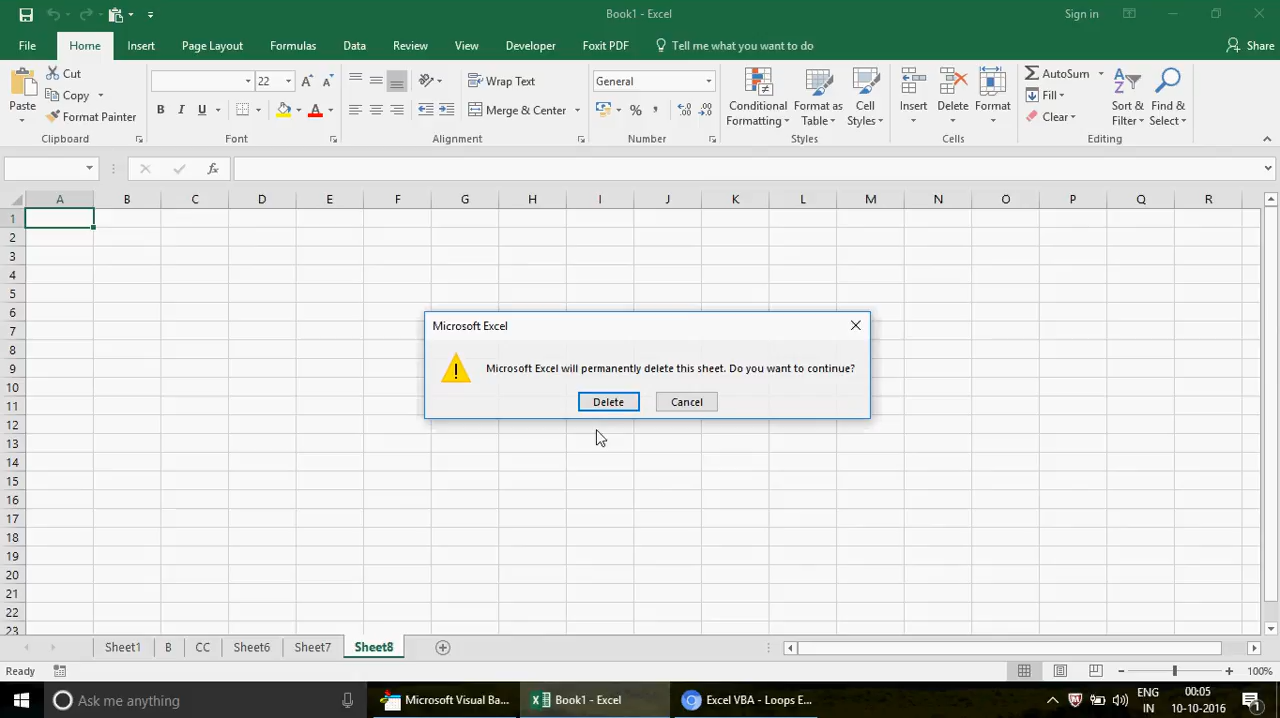 Book1 - Excel
Sign in
File Home Insert Page Layout Formulas Data Review View Developer Foxit PDF Tell me what you want to do Share
Paste
Cut
Copy
Format Painter
Clipboard
22
B I U
A
Font
Wrap Text
Merge & Center
Alignment
General
%
Number
Conditional Formatting
Format as Table
Cell Styles
Styles
Insert
Delete
Format
Cells
AutoSum
Fill
Clear
Sort & Filter
Find & Select
Editing
fx
A B C D E F G H I J K L M N O P Q R
1
2
3
4
5
6
7
8
9
10
11
12
13
14
15
16
17
18
19
20
21
22
23
Microsoft Excel
Microsoft Excel will permanently delete this sheet. Do you want to continue?
Delete Cancel
Sheet1 B CC Sheet6 Sheet7 Sheet8
Ready
100%
Ask me anything
Microsoft Visual Ba...
Book1 - Excel
Excel VBA - Loops E...
ENG
IN
00:05
10-10-2016
1